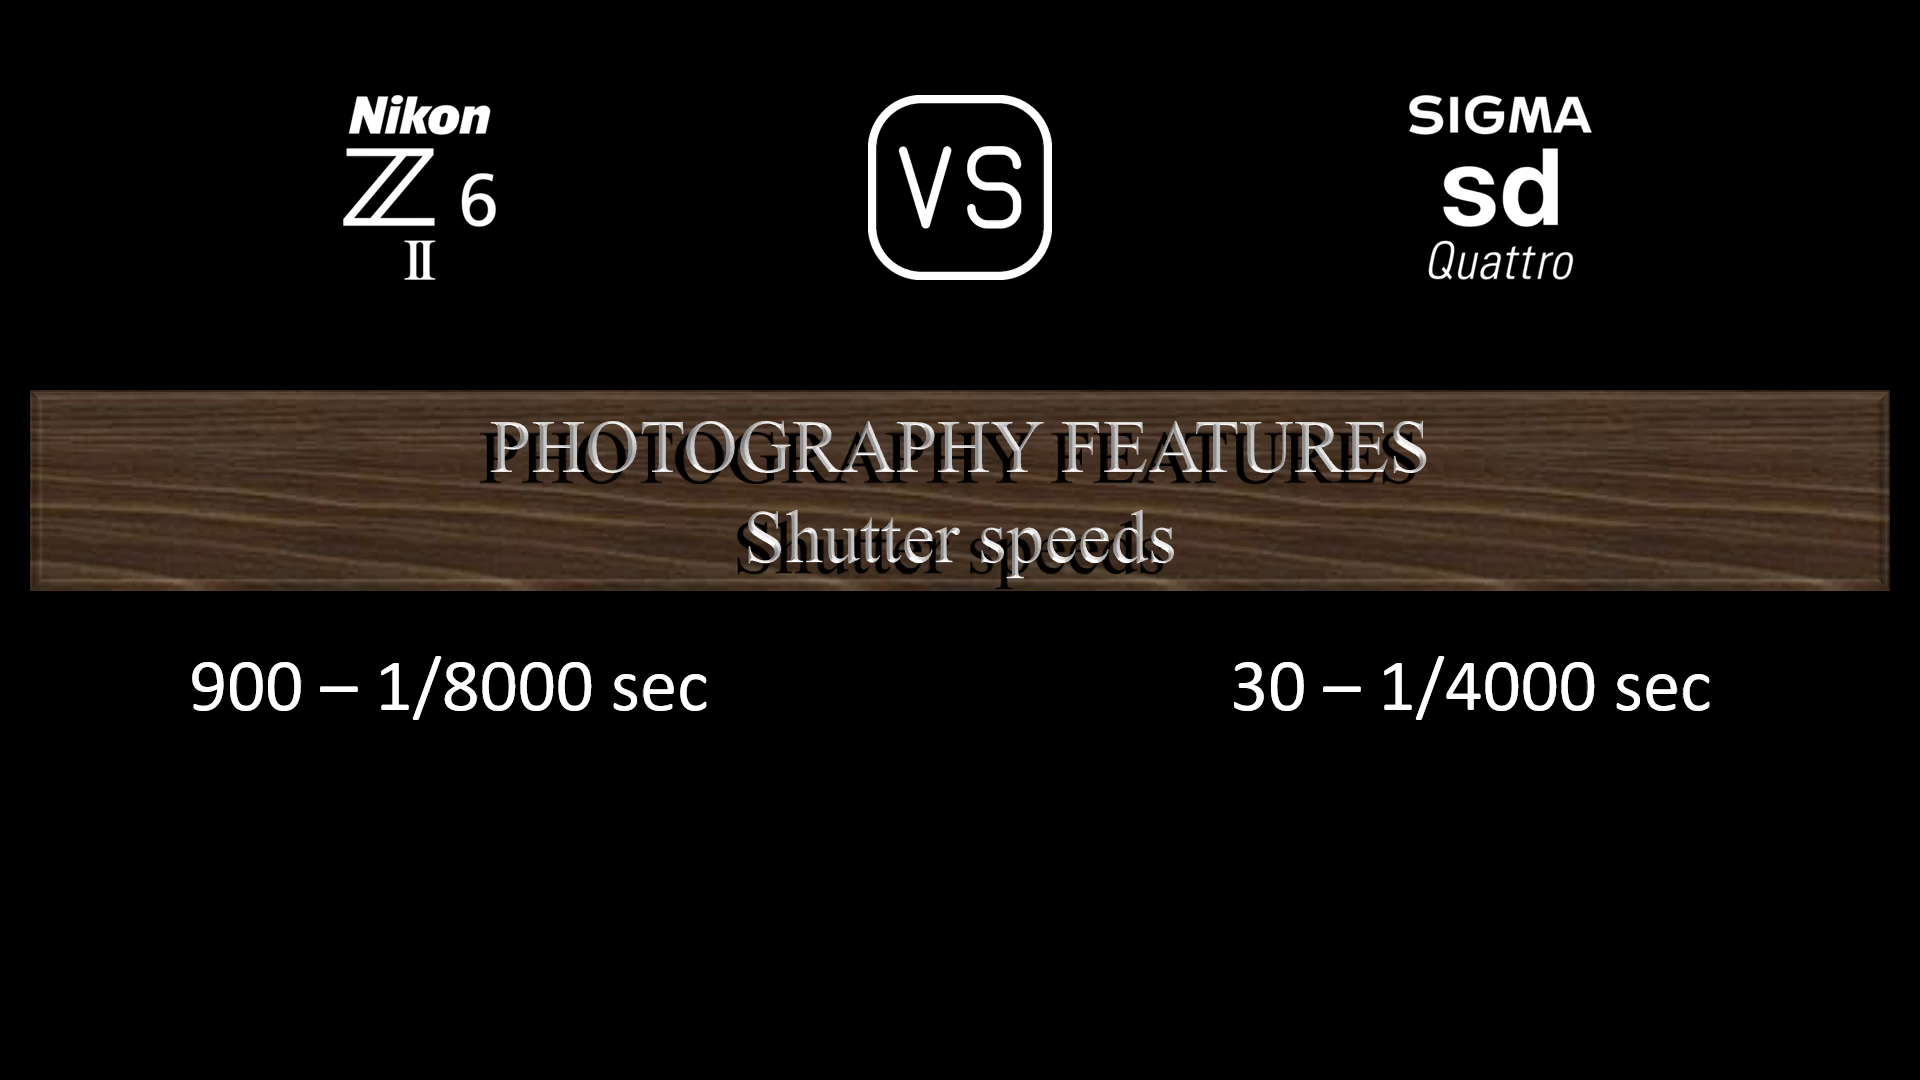 Nikon
Z 6
II
VS
SIGMA
sd
Quattro
PHOTOGRAPHY FEATURES
Shutter speeds
900 – 1/8000 sec
30 – 1/4000 sec